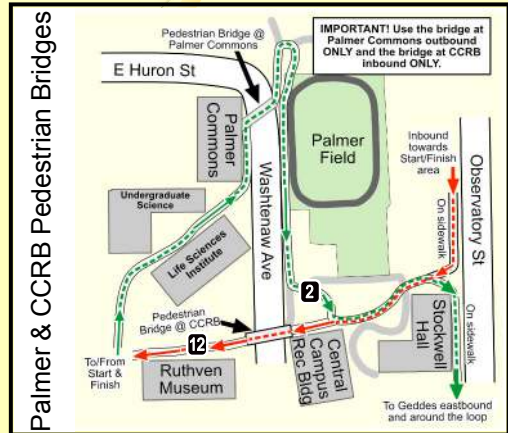 Palmer & CCRB Pedestrian Bridges
Pedestrian Bridge @
Palmer Commons
IMPORTANT! Use the bridge at
Palmer Commons outbound
ONLY and the bridge at CCRB
inbound ONLY.
E Huron St
Palmer
Commons
Washtenaw Ave
Palmer
Field
Inbound
towards
Start/Finish
area
Observatory St
On sidewalk
Undergraduate
Science
Life Sciences
Institute
2
Pedestrian
Bridge @ CCRB
12
To/From
Start &
Finish
Ruthven
Museum
Central
Campus
Rec Bldg
Stockwell
Hall
On sidewalk
To Geddes eastbound
and around the loop